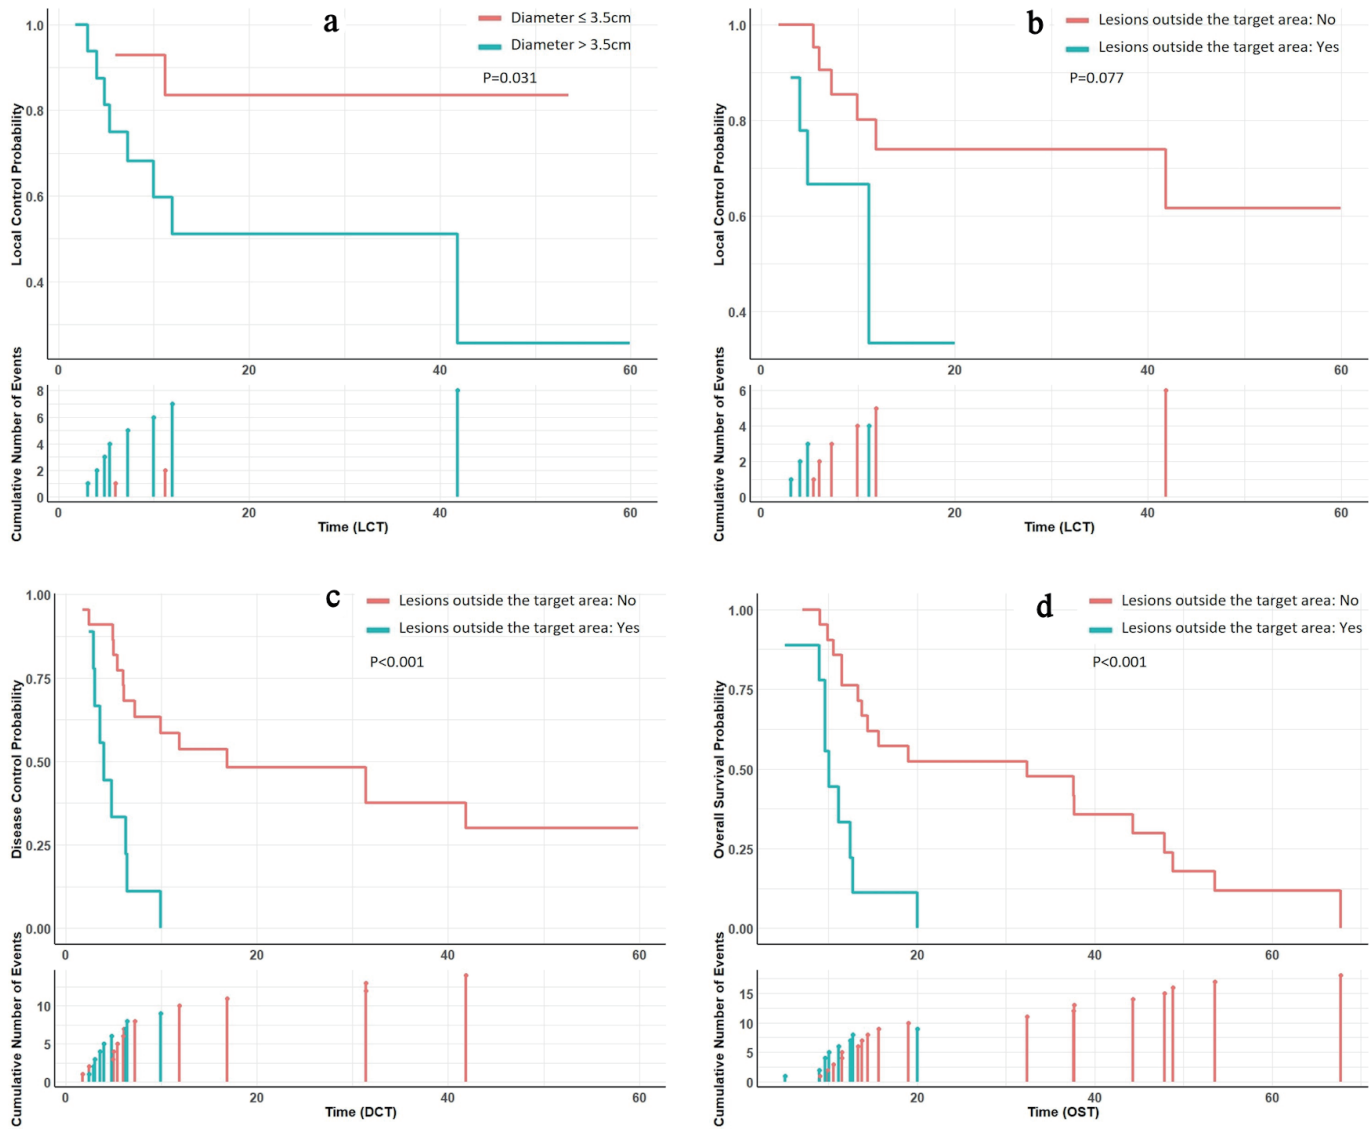 a
Diameter ≤ 3.5cm
Diameter > 3.5cm
P=0.031
Local Control Probability
1.0
0.8
0.6
0.4
0
20
40
60
Cumulative Number of Events
8
6
4
2
0
0
20
40
60
Time (LCT)
b
Lesions outside the target area: No
Lesions outside the target area: Yes
P=0.077
Local Control Probability
1.0
0.8
0.6
0.4
0
20
40
60
Cumulative Number of Events
6
4
2
0
0
20
40
60
Time (LCT)
c
Lesions outside the target area: No
Lesions outside the target area: Yes
P<0.001
Disease Control Probability
1.00
0.75
0.50
0.25
0.00
0
20
40
60
Cumulative Number of Events
10
5
0
0
20
40
60
Time (DCT)
d
Lesions outside the target area: No
Lesions outside the target area: Yes
P<0.001
Overall Survival Probability
1.00
0.75
0.50
0.25
0.00
20
40
60
Cumulative Number of Events
15
10
5
0
20
40
60
Time (OST)